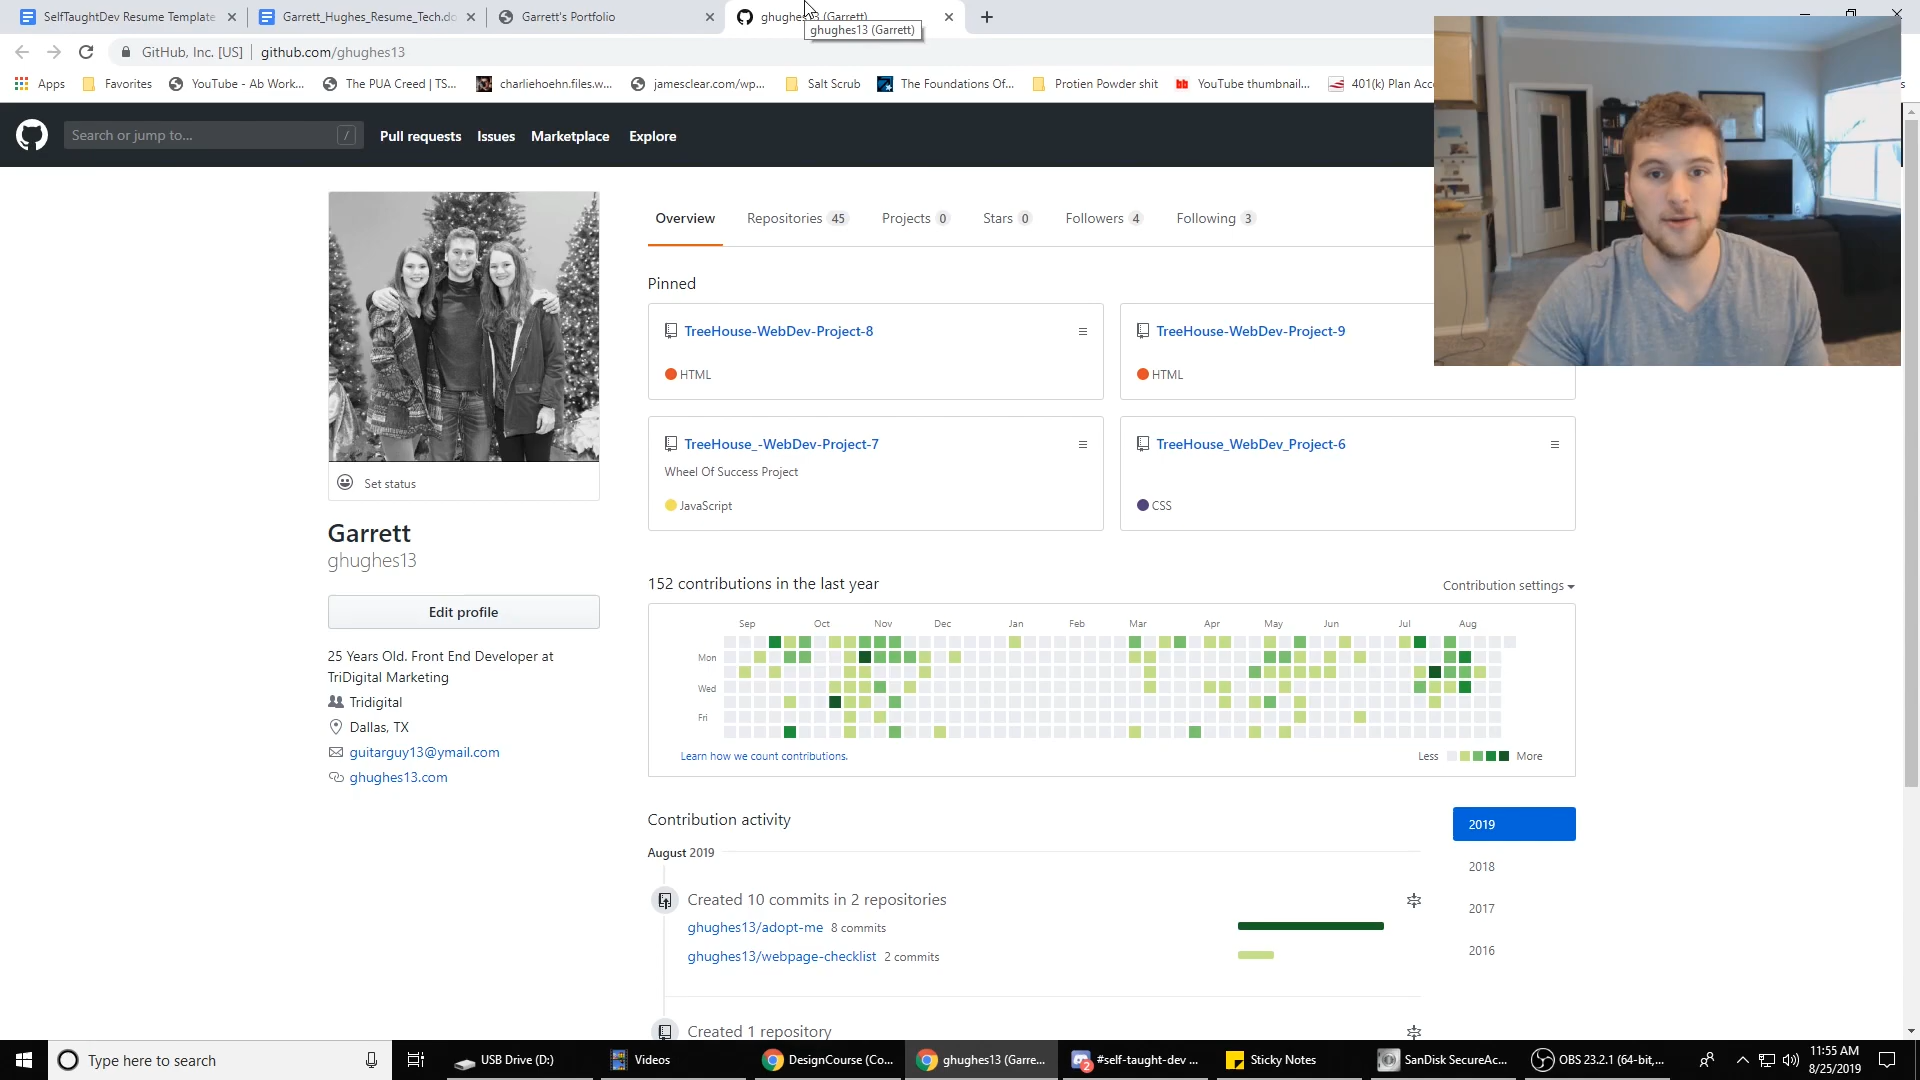 SelfTaughtDev Resume Template
Garrett_Hughes_Resume_Tech.do
Garrett's Portfolio
ghughes13 (Garrett)
ghughes13 (Garrett)
GitHub, Inc. [US] github.com/ghughes13
Apps Favorites YouTube - Ab Work... The PUA Creed | TS... charliehoehn.files.w... jamesclear.com/wp... Salt Scrub The Foundations Of... Protien Powder shit YouTube thumbnail... 401(k) Plan Acc
Search or jump to... /
Pull requests Issues Marketplace Explore
Overview Repositories 45 Projects 0 Stars 0 Followers 4 Following 3
Pinned
TreeHouse-WebDev-Project-8
HTML
TreeHouse-WebDev-Project-9
HTML
TreeHouse_-WebDev-Project-7
Wheel Of Success Project
JavaScript
TreeHouse_WebDev_Project-6
CSS
Set status
Garrett
ghughes13
Edit profile
25 Years Old. Front End Developer at
TriDigital Marketing
Tridigital
Dallas, TX
guitarguy13@ymail.com
ghughes13.com
152 contributions in the last year
Contribution settings
Sep Oct Nov Dec Jan Feb Mar Apr May Jun Jul Aug
Mon
Wed
Fri
Learn how we count contributions.
Less More
Contribution activity
2019
2018
2017
2016
August 2019
Created 10 commits in 2 repositories
ghughes13/adopt-me 8 commits
ghughes13/webpage-checklist 2 commits
Created 1 repository
Type here to search
USB Drive (D:)
Videos
DesignCourse (Co...
ghughes13 (Garre...
2
#self-taught-dev ...
Sticky Notes
SanDisk SecureAc...
OBS 23.2.1 (64-bit,...
11:55 AM
8/25/2019